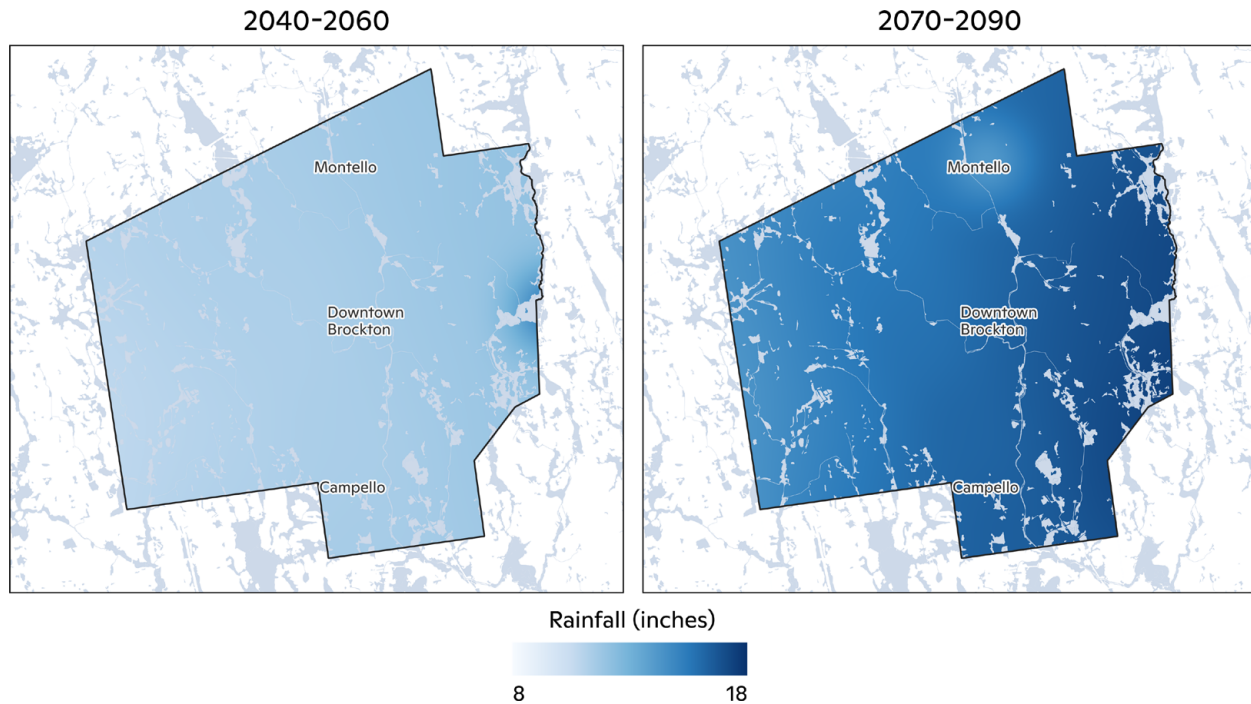 2040-2060
2070-2090
Montello
Downtown
Brockton
Campello
Montello
Downtown
Brockton
Campello
Rainfall (inches)
8
18